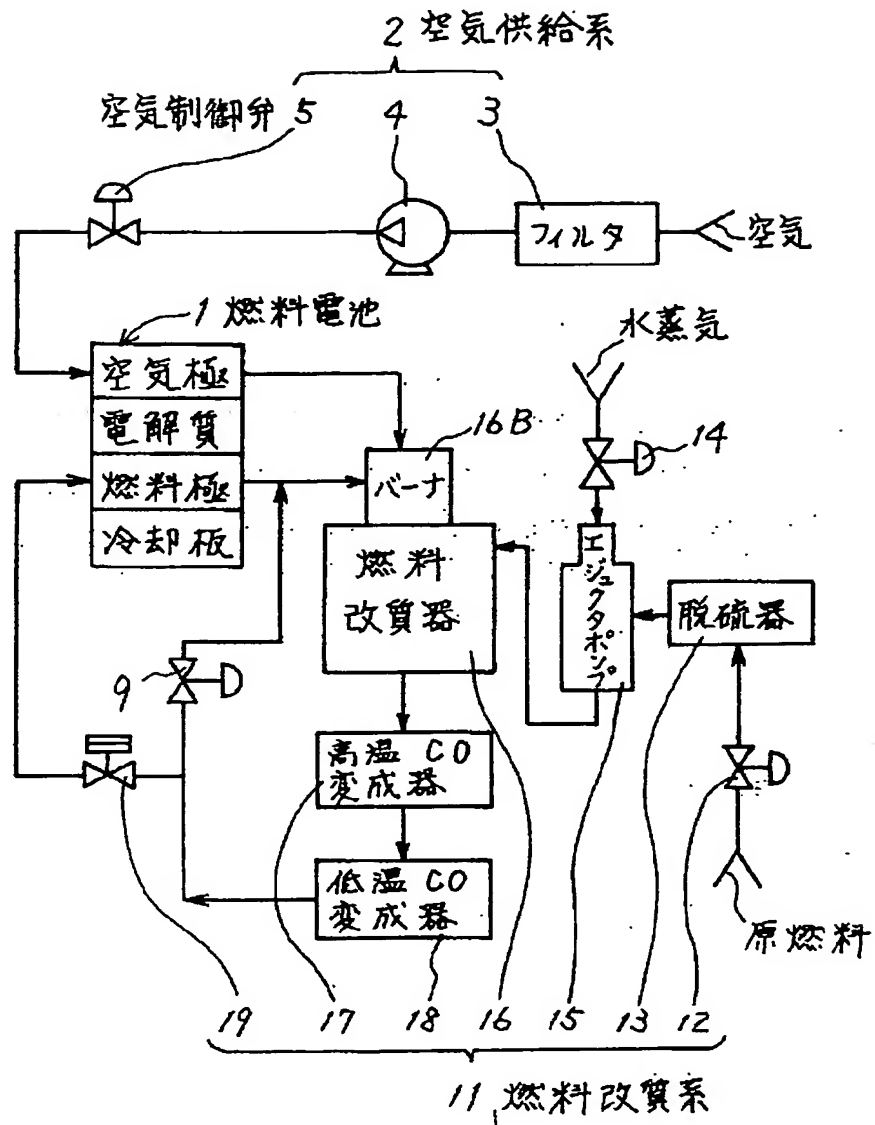 2 空気供給系
空気制御弁 5 4 3
フィルタ
空気
1 燃料電池
空気極
電解質
燃料極
冷却板
水蒸気
16B
14
バーナ
燃料
改質器
エジェクタポンプ
脱硫器
9
高温CO
変成器
低温CO
変成器
原燃料
19 17 18 16 15 13 12
11 燃料改質系